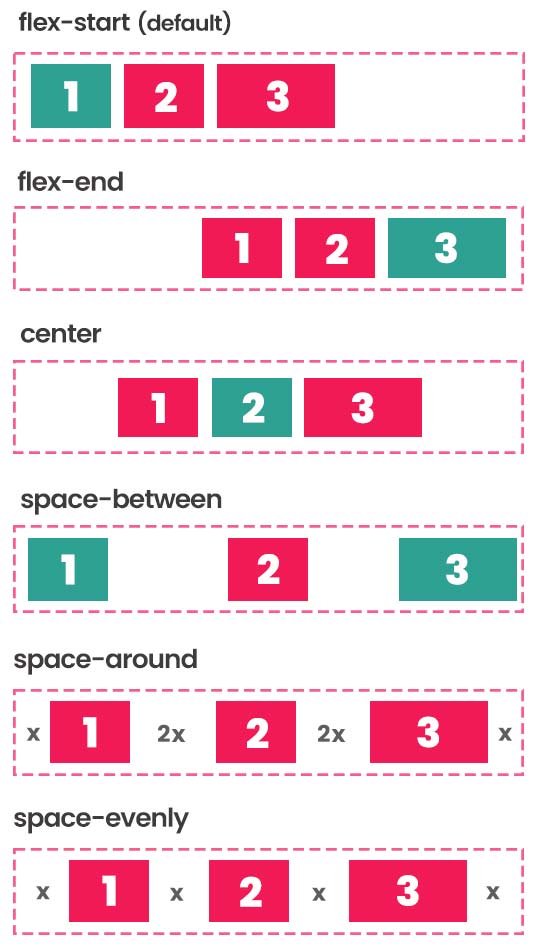 flex-start (default)
1 2 3
flex-end
1 2 3
center
1 2 3
space-between
1 2 3
space-around
x 1 2x 2 2x 3 x
space-evenly
x 1 x 2 x 3 x